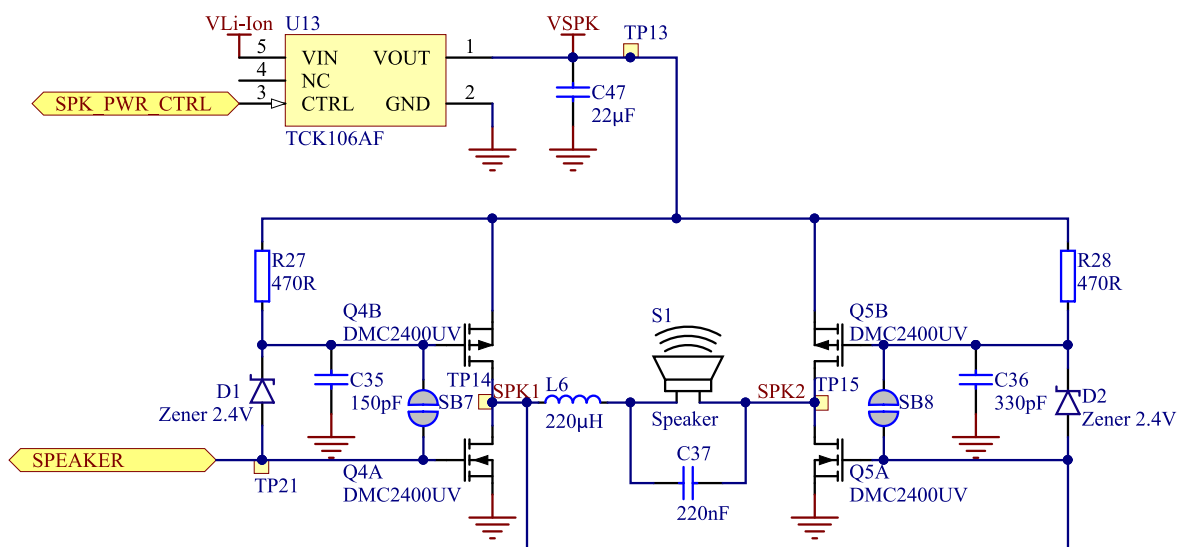 VLi-Ion U13 VSPK TP13
5 VIN VOUT 1
4 NC
SPK_PWR_CTRL 3 CTRL GND 2
C47
22µF
TCK106AF
R27
470R
R28
470R
Q4B
DMC2400UV
S1
Q5B
DMC2400UV
D1
Zener 2.4V
C35
150pF
SB7
TP14
SPK1
L6
220µH
Speaker
SPK2
TP15
SB8
C36
330pF
D2
Zener 2.4V
SPEAKER
TP21
Q4A
DMC2400UV
C37
220nF
Q5A
DMC2400UV